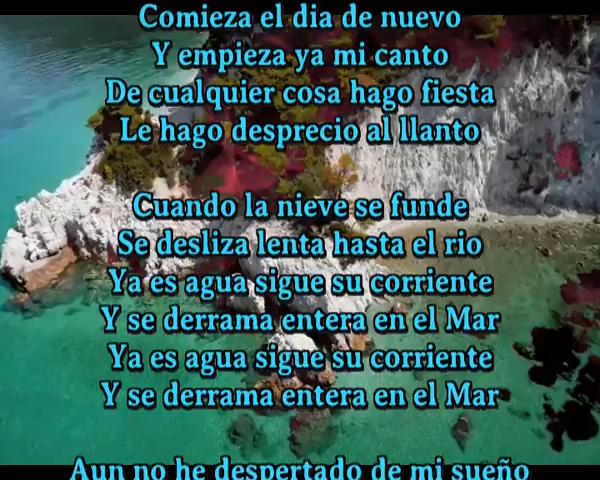 Comieza el dia de nuevo
Y empieza ya mi canto
De cualquier cosa hago fiesta
Le hago desprecio al llanto
Cuando la nieve se funde
Se desliza lenta hasta el rio
Ya es agua sigue su corriente
Y se derrama entera en el Mar
Ya es agua sigue su corriente
Y se derrama entera en el Mar
Aun no he despertado de mi sueño